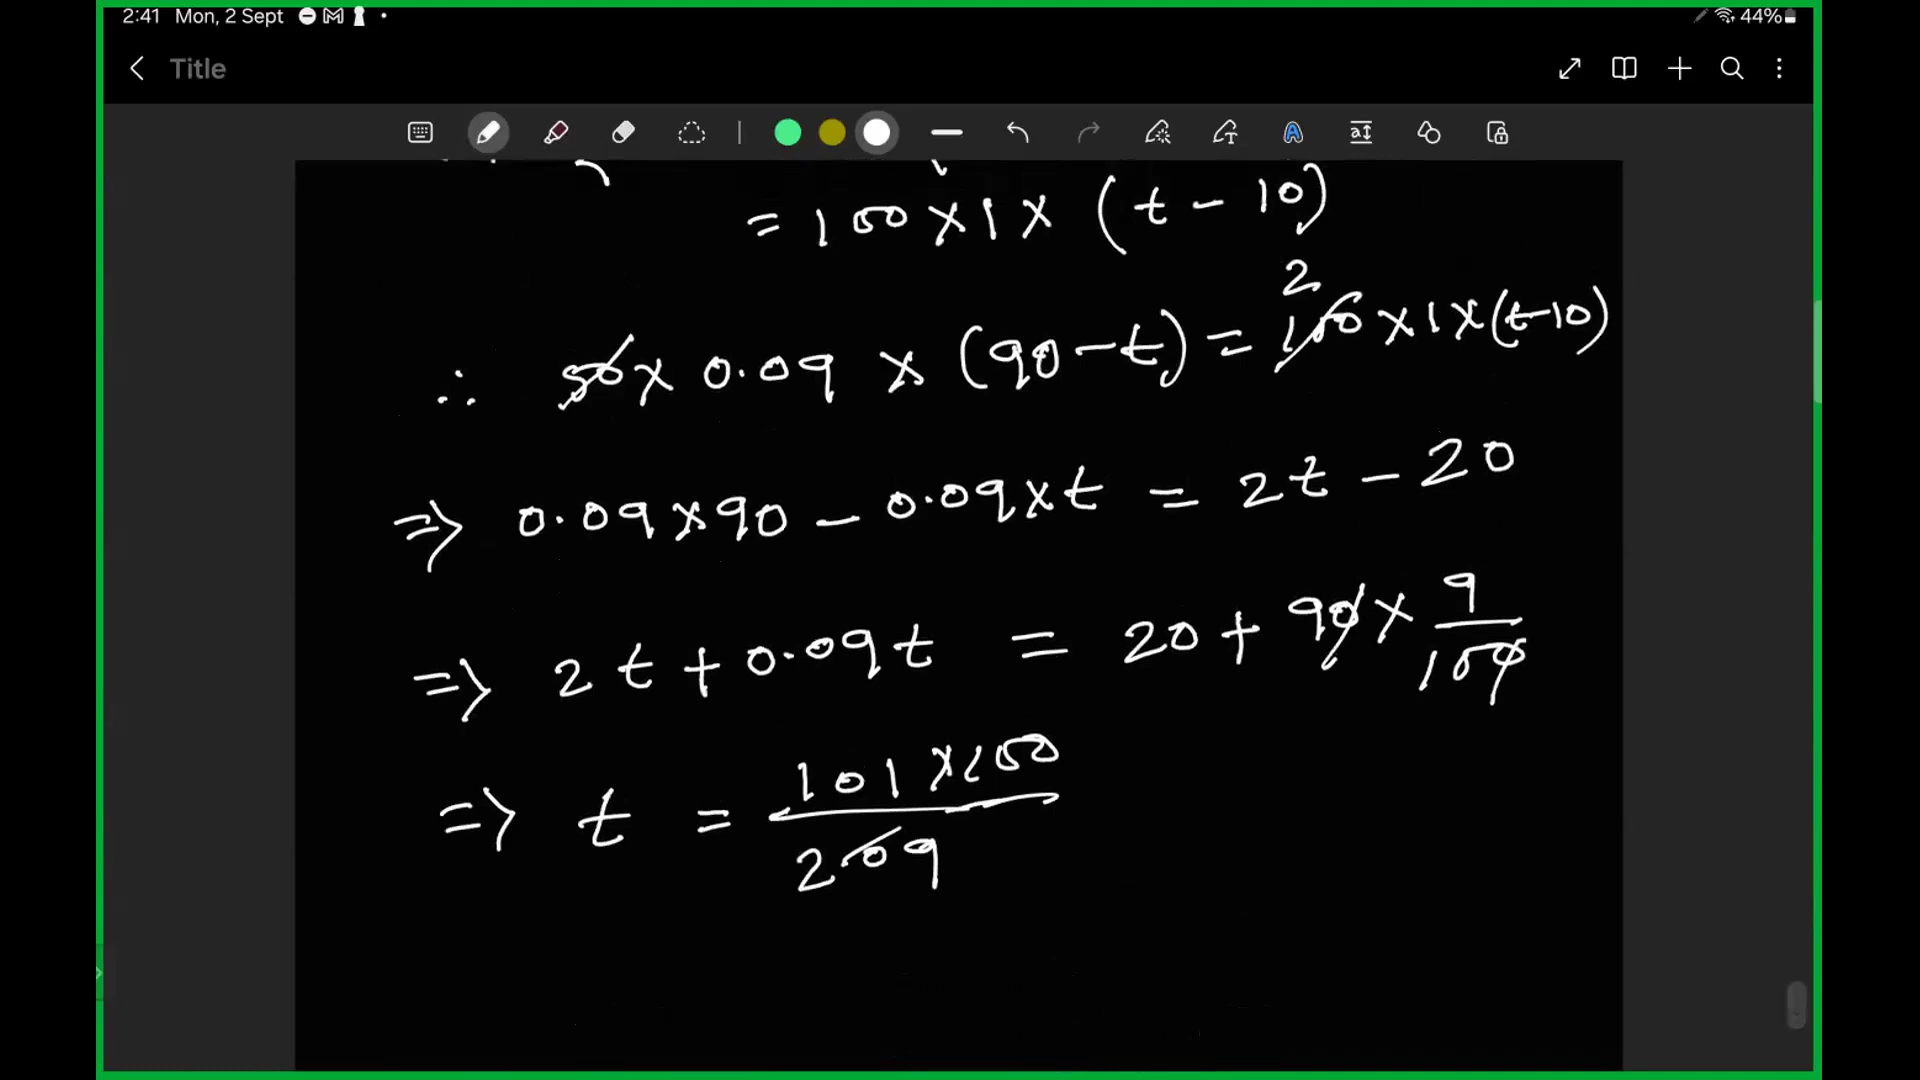 2:41 Mon, 2 Sept 44%
Title
= 100 × 1 × (t - 10)
2
∴ 50 × 0.09 × (90 - t) = 100 × 1 × (t - 10)
=> 0.09 × 90 - 0.09 × t = 2t - 20
=> 2t + 0.09t = 20 + 90 × 9/100
=> t = 101 × 100/209